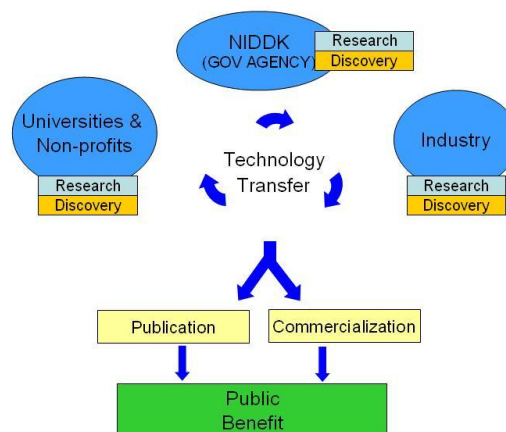 NIDDK
(GOV AGENCY)
Research
Discovery
Universities &
Non-profits
Research
Discovery
Technology
Transfer
Industry
Research
Discovery
Publication
Commercialization
Public
Benefit